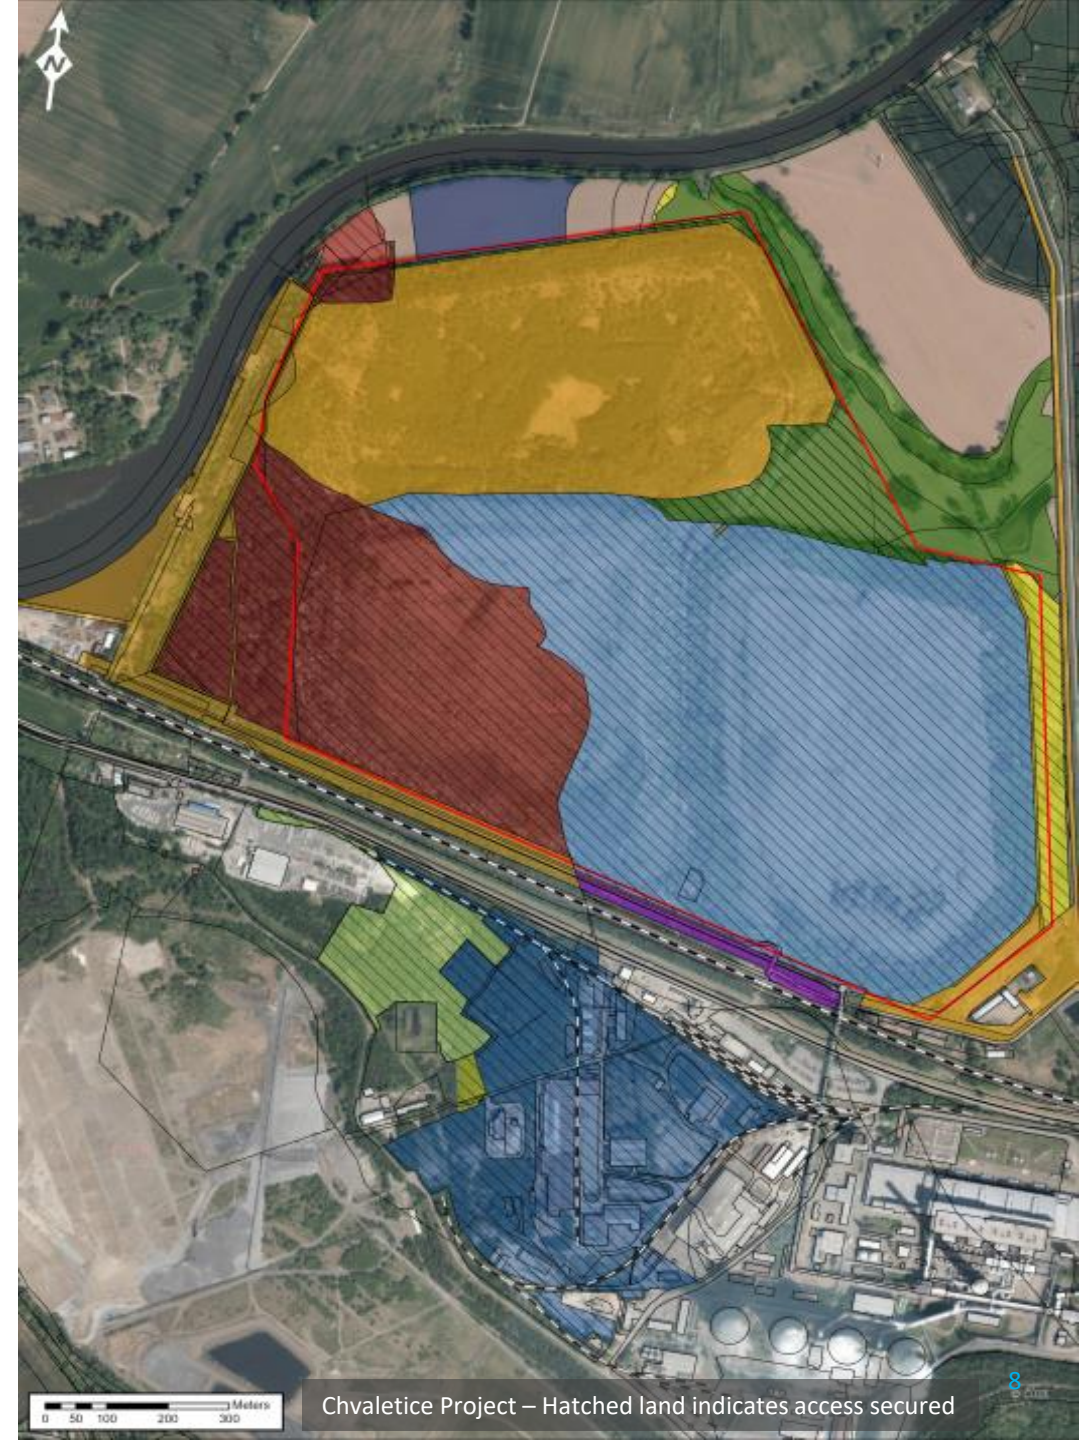 N
8
Meters
0 50 100 200 300
Chvaletice Project – Hatched land indicates access secured